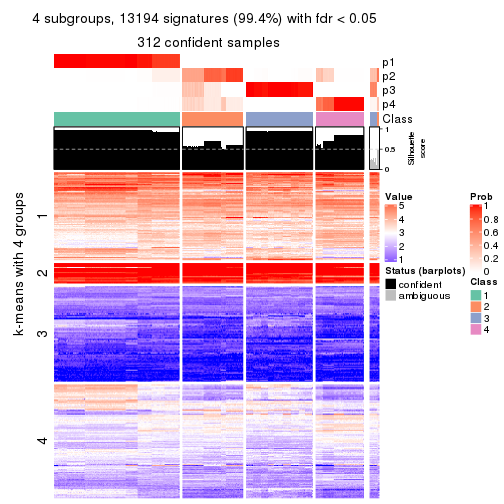 4 subgroups, 13194 signatures (99.4%) with fdr < 0.05
312 confident samples
p1
p2
p3
p4
Class
1
0.5
0
Silhouette
score
k-means with 4 groups
1
2
3
4
Value
5
4
3
2
1
Status (barplots)
confident
ambiguous
Prob
1
0.8
0.6
0.4
0.2
0
Class
1
2
3
4